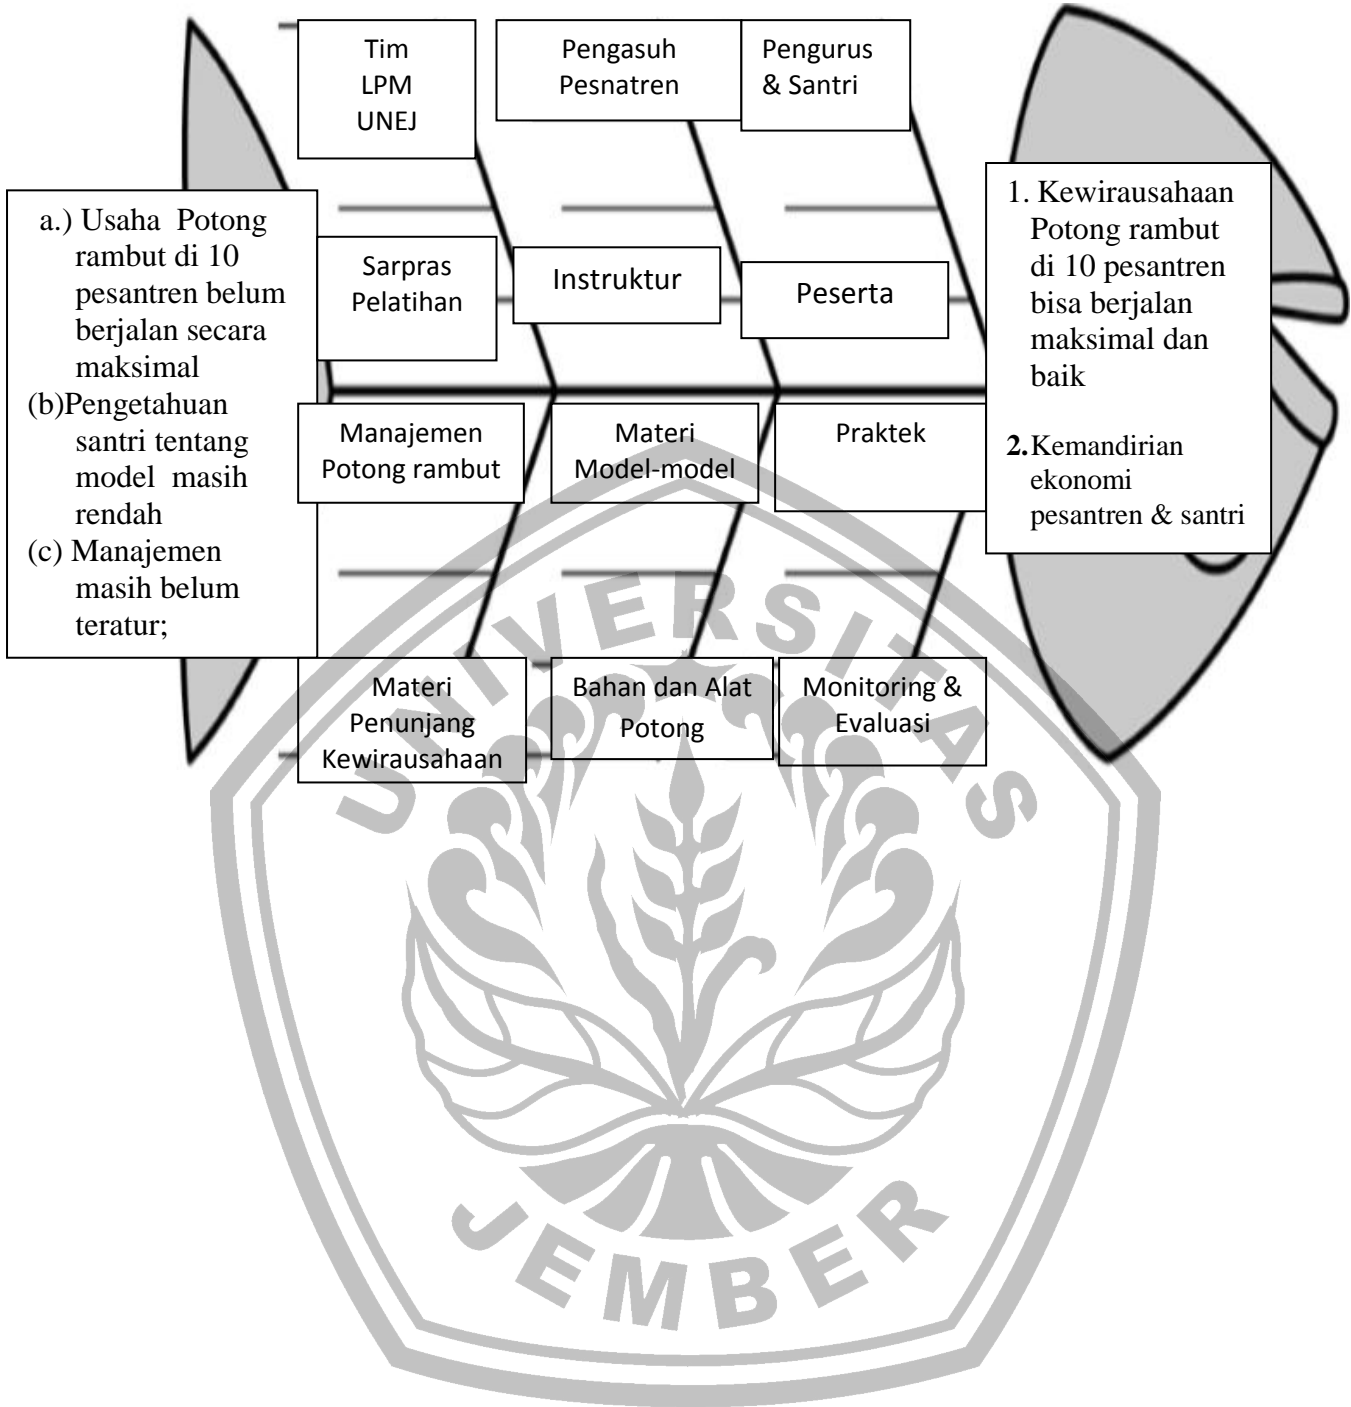 Tim
LPM
UNEJ
Pengasuh
Pesnatren
Pengurus
& Santri
a.) Usaha Potong
rambut di 10
pesantren belum
berjalan secara
maksimal
(b)Pengetahuan
santri tentang
model masih
rendah
(c) Manajemen
masih belum
teratur;
Sarpras
Pelatihan
Instruktur
Peserta
1. Kewirausahaan
Potong rambut
di 10 pesantren
bisa berjalan
maksimal dan
baik
2. Kemandirian
ekonomi
pesantren & santri
Manajemen
Potong rambut
Materi
Model-model
Praktek
Materi
Penunjang
Kewirausahaan
Bahan dan Alat
Potong
Monitoring &
Evaluasi
UNIVERSITAS
JEMBER